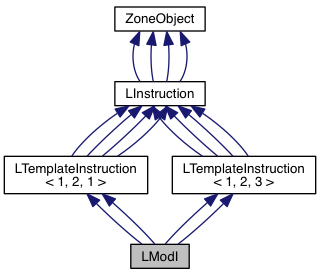 ZoneObject
LInstruction
LTemplateInstruction
< 1, 2, 1 >
LTemplateInstruction
< 1, 2, 3 >
LModI